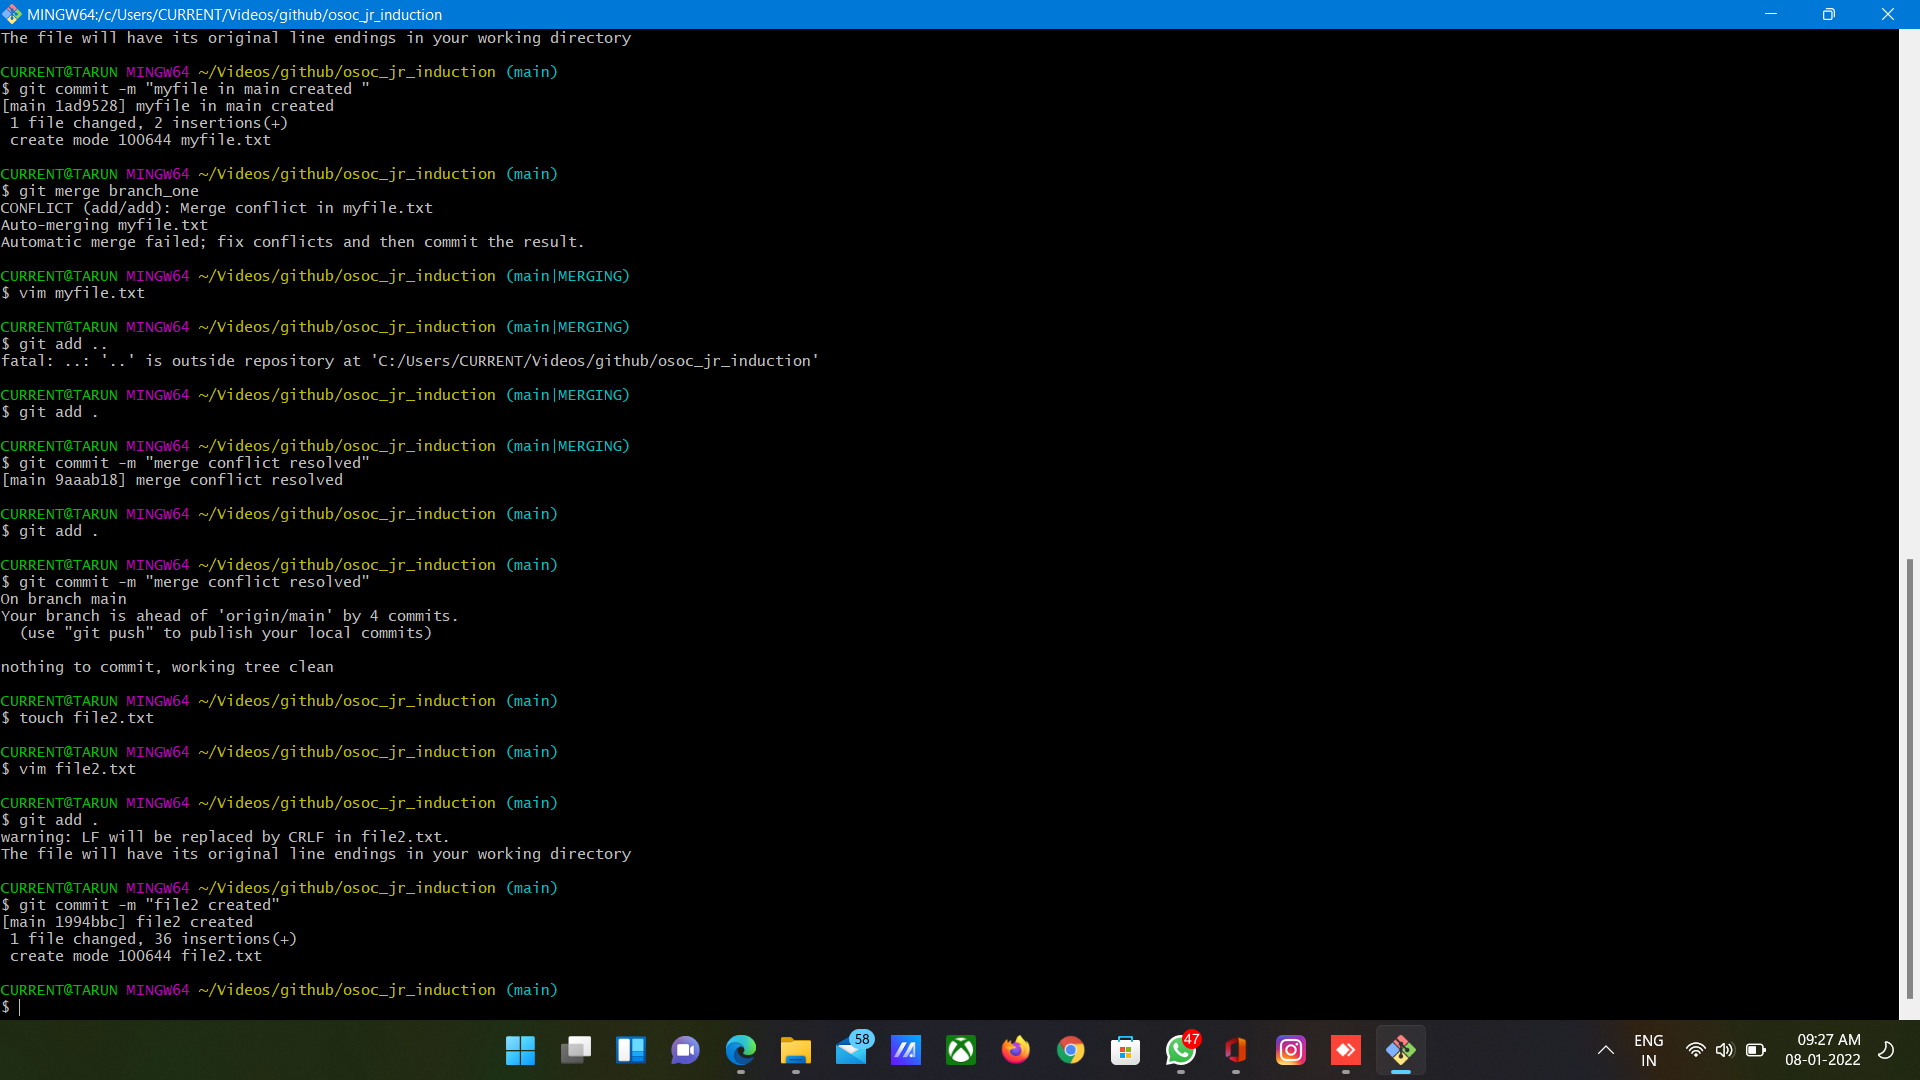 MINGW64:/c/Users/CURRENT/Videos/github/osoc_jr_induction
The file will have its original line endings in your working directory
CURRENT@TARUN MINGW64 ~/Videos/github/osoc_jr_induction (main)
$ git commit -m "myfile in main created "
[main 1ad9528] myfile in main created
1 file changed, 2 insertions(+)
create mode 100644 myfile.txt
CURRENT@TARUN MINGW64 ~/Videos/github/osoc_jr_induction (main)
$ git merge branch_one
CONFLICT (add/add): Merge conflict in myfile.txt
Auto-merging myfile.txt
Automatic merge failed; fix conflicts and then commit the result.
CURRENT@TARUN MINGW64 ~/Videos/github/osoc_jr_induction (main|MERGING)
$ vim myfile.txt
CURRENT@TARUN MINGW64 ~/Videos/github/osoc_jr_induction (main|MERGING)
$ git add ..
fatal: ..: '..' is outside repository at 'C:/Users/CURRENT/Videos/github/osoc_jr_induction'
CURRENT@TARUN MINGW64 ~/Videos/github/osoc_jr_induction (main|MERGING)
$ git add .
CURRENT@TARUN MINGW64 ~/Videos/github/osoc_jr_induction (main|MERGING)
$ git commit -m "merge conflict resolved"
[main 9aaab18] merge conflict resolved
CURRENT@TARUN MINGW64 ~/Videos/github/osoc_jr_induction (main)
$ git add .
CURRENT@TARUN MINGW64 ~/Videos/github/osoc_jr_induction (main)
$ git commit -m "merge conflict resolved"
On branch main
Your branch is ahead of 'origin/main' by 4 commits.
(use "git push" to publish your local commits)
nothing to commit, working tree clean
CURRENT@TARUN MINGW64 ~/Videos/github/osoc_jr_induction (main)
$ touch file2.txt
CURRENT@TARUN MINGW64 ~/Videos/github/osoc_jr_induction (main)
$ vim file2.txt
CURRENT@TARUN MINGW64 ~/Videos/github/osoc_jr_induction (main)
$ git add .
warning: LF will be replaced by CRLF in file2.txt.
The file will have its original line endings in your working directory
CURRENT@TARUN MINGW64 ~/Videos/github/osoc_jr_induction (main)
$ git commit -m "file2 created"
[main 1994bbc] file2 created
1 file changed, 36 insertions(+)
create mode 100644 file2.txt
CURRENT@TARUN MINGW64 ~/Videos/github/osoc_jr_induction (main)
$
58
47
ENG
IN
09:27 AM
08-01-2022